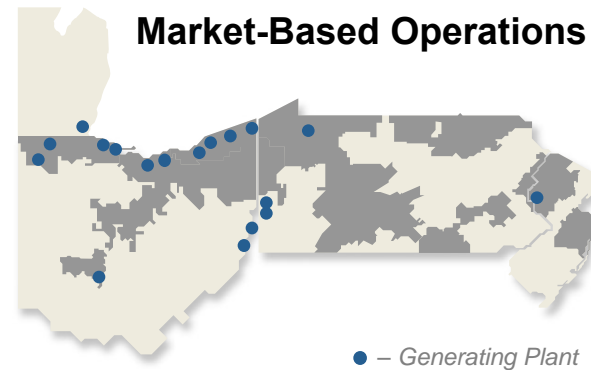 Market-Based Operations
– Generating Plant